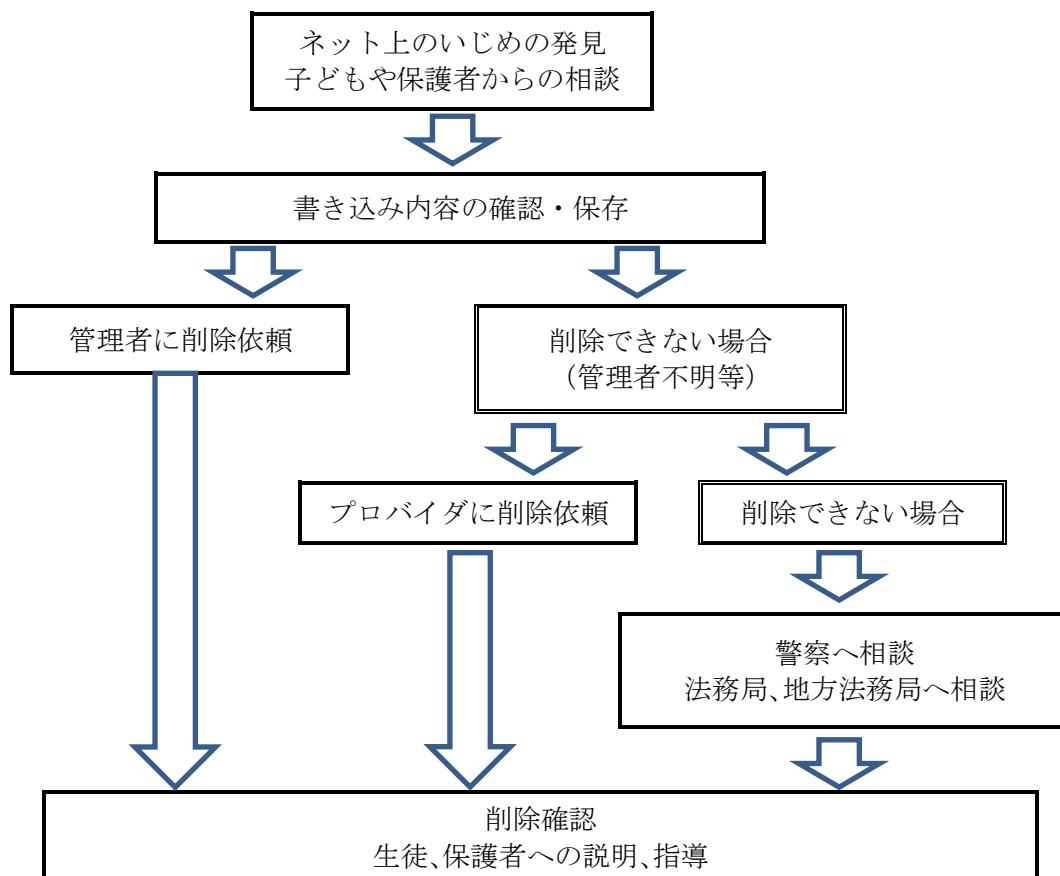 ネット上のいじめの発見
子どもや保護者からの相談
書き込み内容の確認・保存
管理者に削除依頼
削除できない場合
（管理者不明等）
プロバイダに削除依頼
削除できない場合
警察へ相談
法務局、地方法務局へ相談
削除確認
生徒、保護者への説明、指導